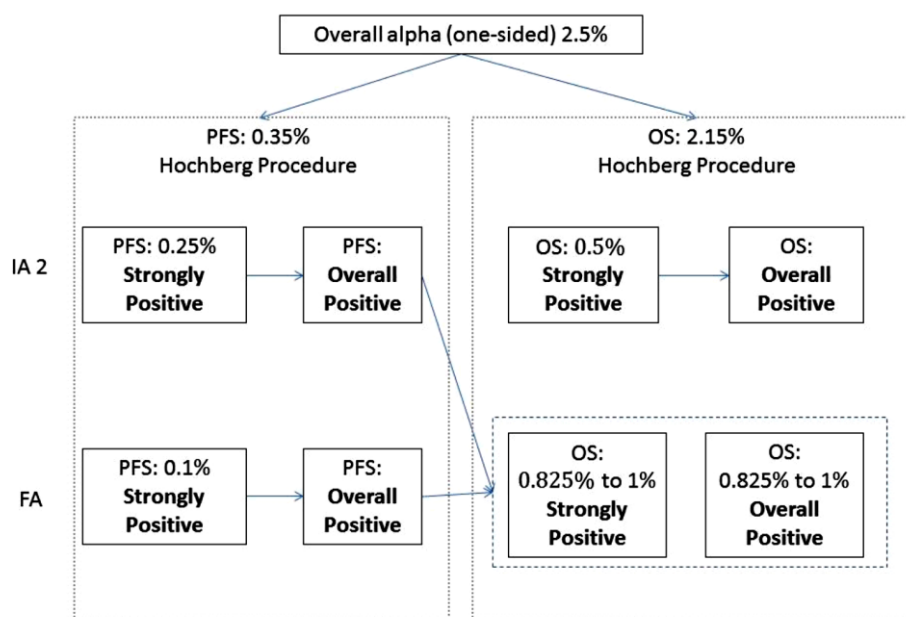 Overall alpha (one-sided) 2.5%
PFS: 0.35%
Hochberg Procedure
OS: 2.15%
Hochberg Procedure
IA 2
PFS: 0.25%
Strongly
Positive
PFS:
Overall
Positive
OS: 0.5%
Strongly
Positive
OS:
Overall
Positive
FA
PFS: 0.1%
Strongly
Positive
PFS:
Overall
Positive
OS:
0.825% to 1%
Strongly
Positive
OS:
0.825% to 1%
Overall
Positive